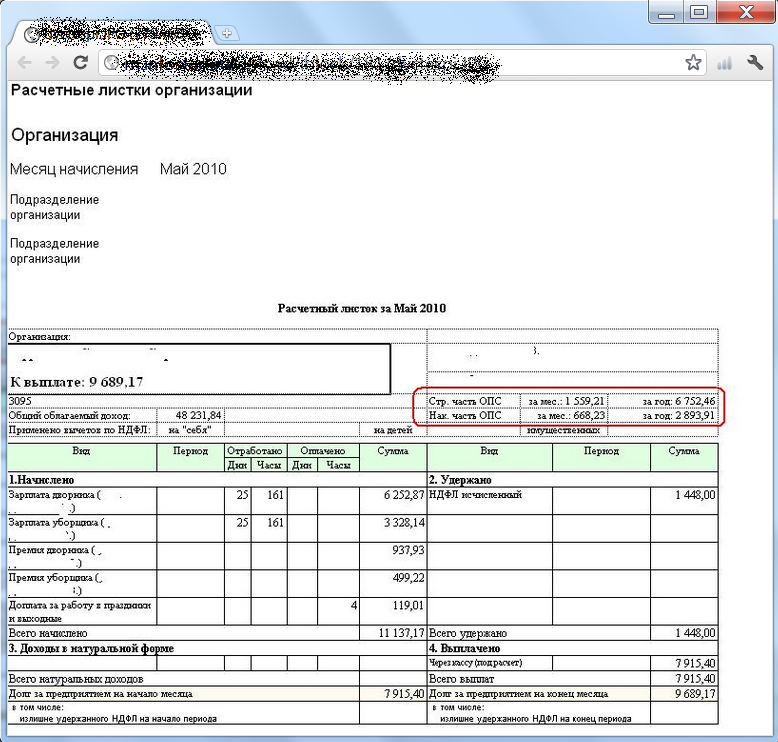 Расчетные листки организации
Организация
Месяц начисления Май 2010
Подразделение
организации
Подразделение
организации
Расчетный листок за Май 2010
Организация:
К выплате: 9 689,17
3095 Стр. часть ОПС за мес.: 1 559,21 за год: 6 752,46
Общий облагаемый доход: 48 231,84 Нак. часть ОПС за мес.: 668,23 за год: 2 893,91
Применено вычетов по НДФЛ: на "себя" на детей имущественных
Вид Период Отработано Оплачено Сумма Вид Период Сумма
Дни Часы Дни Часы
1.Начислено 2. Удержано
Зарплата дворника ( 25 161 6 252,87 НДФЛ исчисленный 1 448,00
.)
Зарплата уборщика ( 25 161 3 328,14
.)
Премия дворника ( 937,93
.)
Премия уборщика ( 499,22
.)
Доплата за работу в праздники 4 119,01
и выходные
Всего начислено 11 137,17 Всего удержано 1 448,00
3. Доходы в натуральной форме 4. Выплачено
Через кассу (под расчет) 7 915,40
Всего натуральных доходов Всего выплат 7 915,40
Долг за предприятием на начало месяца 7 915,40 Долг за предприятием на конец месяца 9 689,17
в том числе: в том числе:
излишне удержанного НДФЛ на начало периода излишне удержанного НДФЛ на конец периода